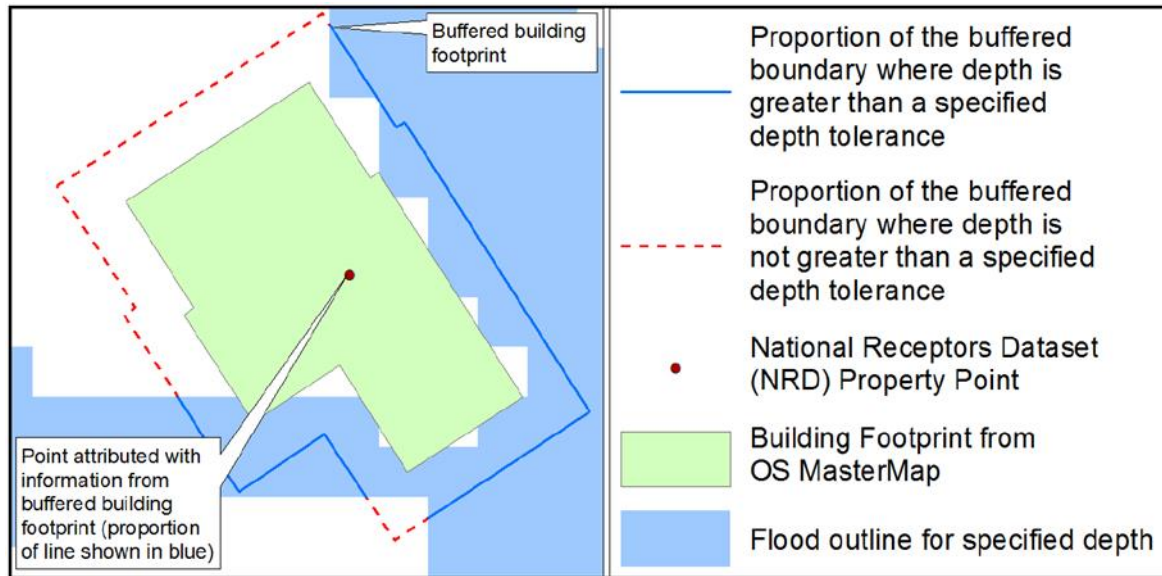 Buffered building
footprint
Point attributed with
information from
buffered building
footprint (proportion
of line shown in blue)
Proportion of the buffered
boundary where depth is
greater than a specified
depth tolerance
Proportion of the buffered
boundary where depth is
not greater than a specified
depth tolerance
National Receptors Dataset
(NRD) Property Point
Building Footprint from
OS MasterMap
Flood outline for specified depth